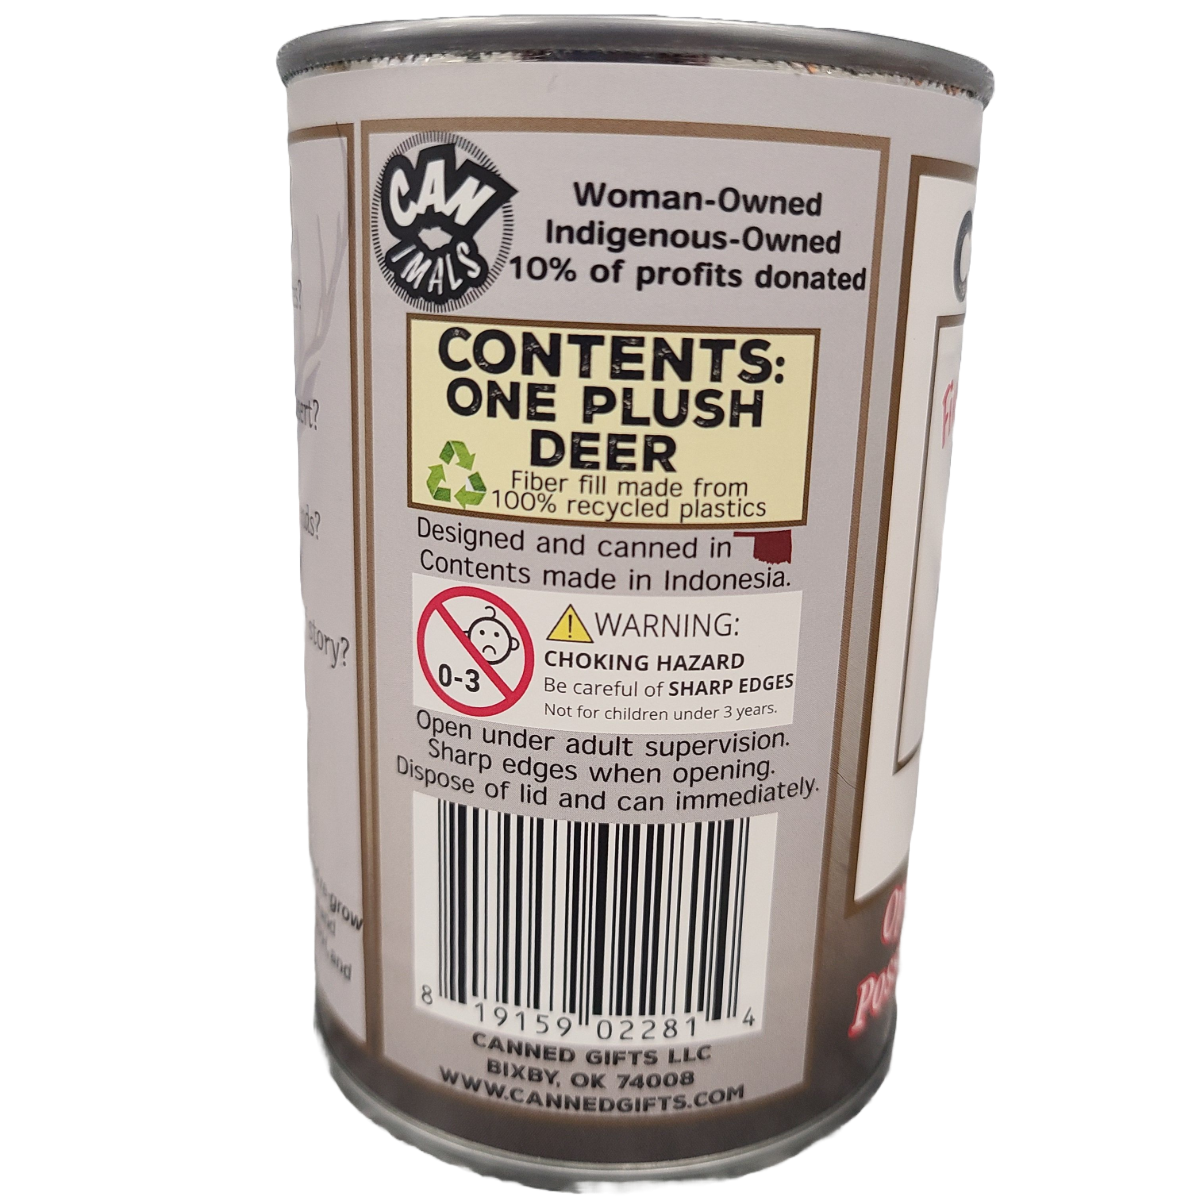 CAN
IMALS
Woman-Owned
Indigenous-Owned
10% of profits donated
CONTENTS:
ONE PLUSH
DEER
Fiber fill made from
100% recycled plastics
Designed and canned in
Contents made in Indonesia.
0-3
WARNING:
CHOKING HAZARD
Be careful of SHARP EDGES
Not for children under 3 years.
Open under adult supervision.
Sharp edges when opening.
Dispose of lid and can immediately.
8 19159 02281 4
CANNED GIFTS LLC
BIXBY, OK 74008
WWW.CANNEDGIFTS.COM
story?